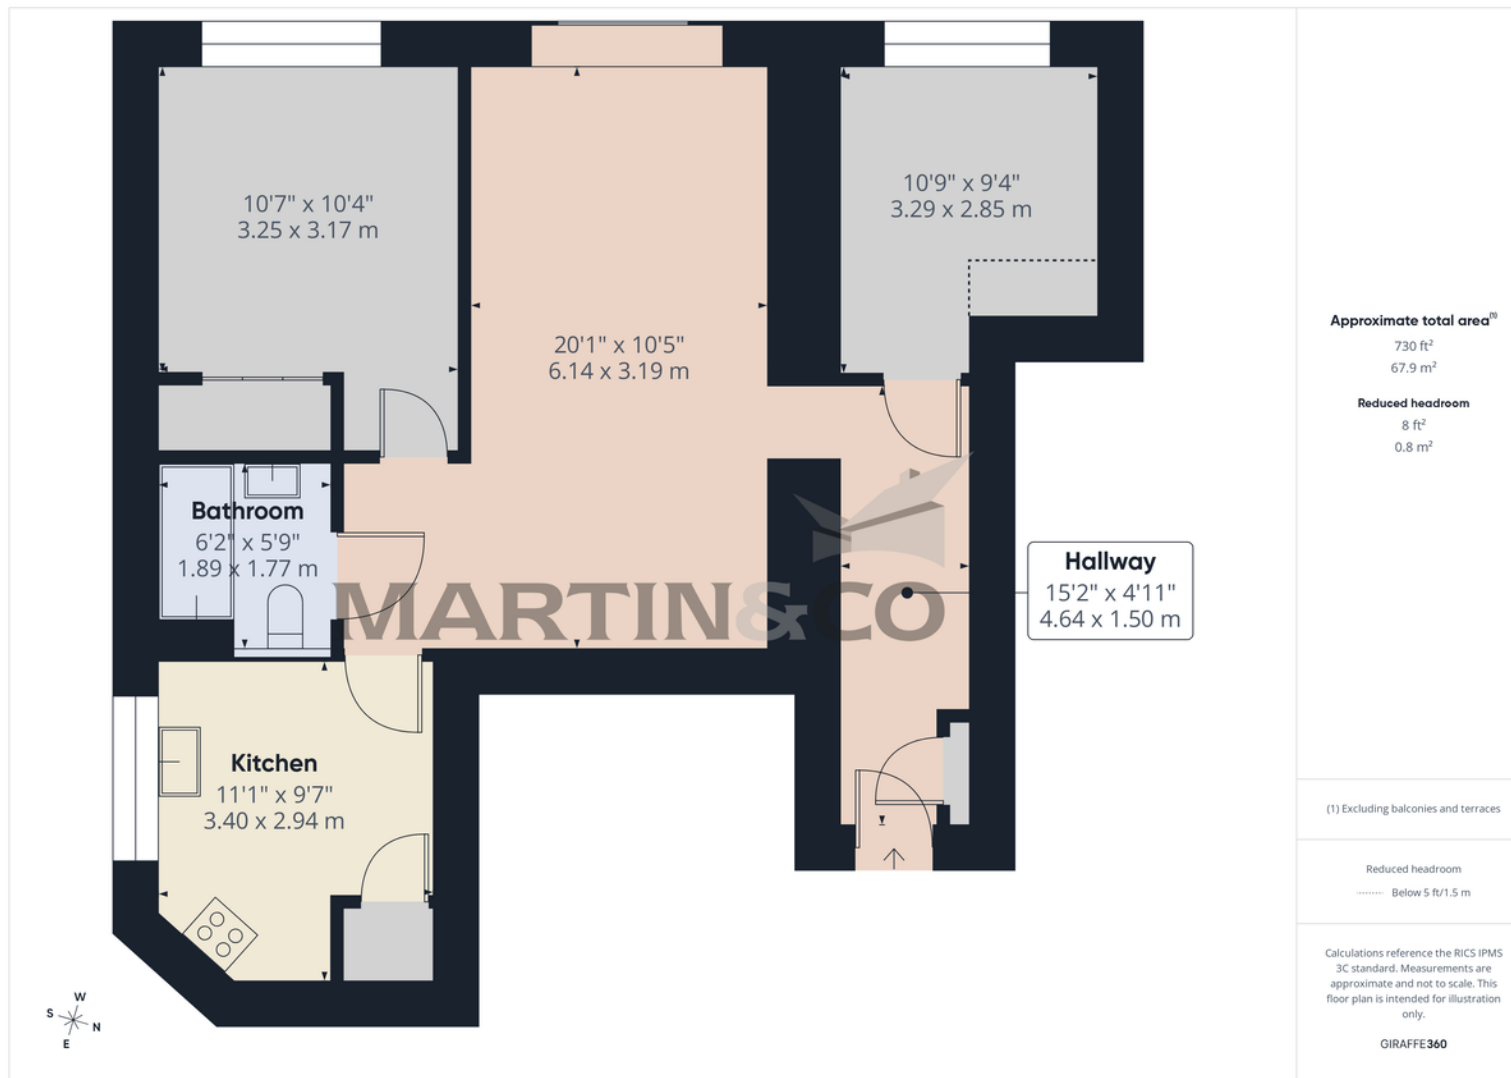 10'7" x 10'4"
3.25 x 3.17 m
20'1" x 10'5"
6.14 x 3.19 m
10'9" x 9'4"
3.29 x 2.85 m
Bathroom
6'2" x 5'9"
1.89 x 1.77 m
MARTIN&CO
Hallway
15'2" x 4'11"
4.64 x 1.50 m
Kitchen
11'1" x 9'7"
3.40 x 2.94 m
W
S
N
E
Approximate total area(1)
730 ft²
67.9 m²
Reduced headroom
8 ft²
0.8 m²
(1) Excluding balconies and terraces
Reduced headroom
Below 5 ft/1.5 m
Calculations reference the RICS IPMS
3C standard. Measurements are
approximate and not to scale. This
floor plan is intended for illustration
only.
GIRAFFE360